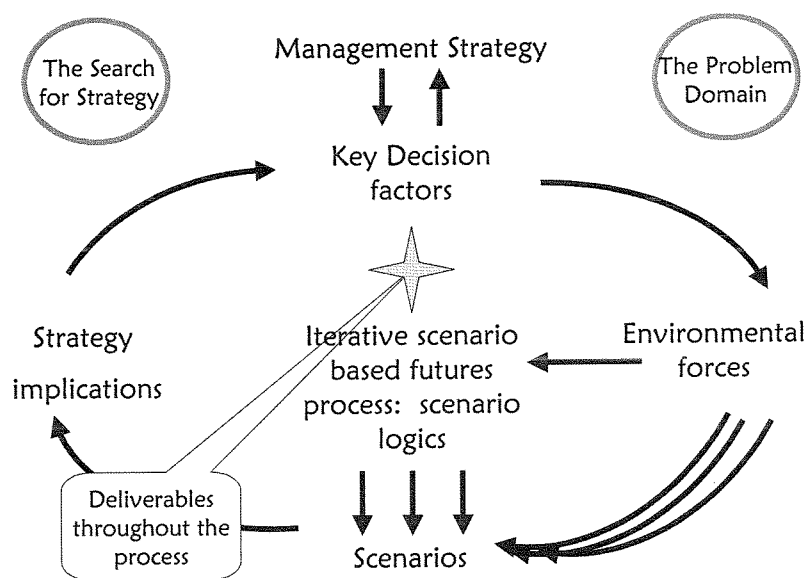 The Search
for Strategy
Management Strategy
The Problem
Domain
Key Decision
factors
Strategy
implications
Iterative scenario
based futures
process: scenario
logics
Environmental
forces
Deliverables
throughout the
process
Scenarios